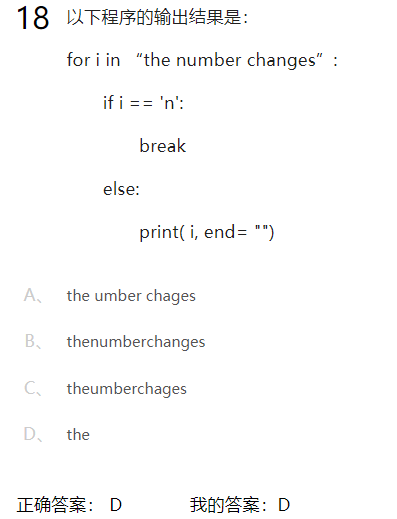 18 以下程序的输出结果是：
for i in “the number changes”:
if i == 'n':
break
else:
print( i, end= "")
A、 the umber chages
B、 thenumberchanges
C、 theumberchages
D、 the
正确答案： D 我的答案：D